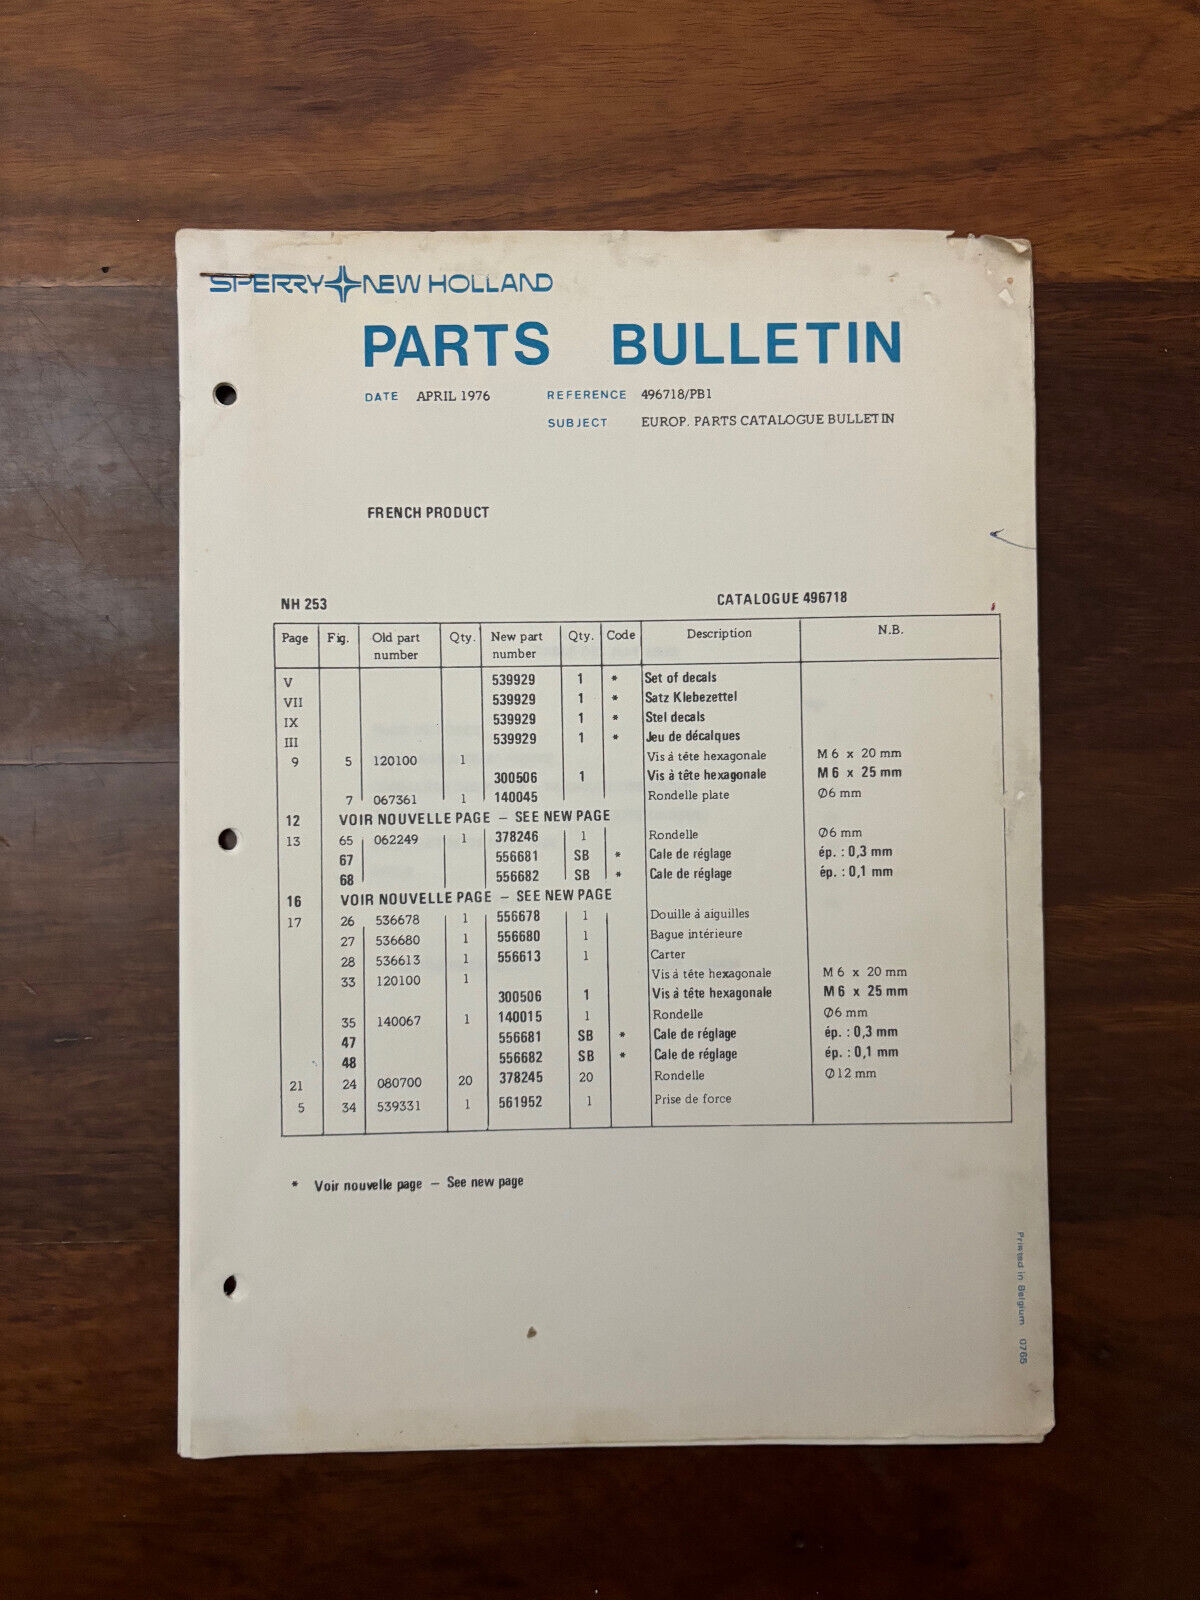 SPERRY NEW HOLLAND
PARTS BULLETIN
DATE APRIL 1976 REFERENCE 496718/PB1
SUBJECT EUROP. PARTS CATALOGUE BULLETIN
FRENCH PRODUCT
NH 253 CATALOGUE 496718
Page Fig. Old part number Qty. New part number Qty. Code Description N.B.
V 539929 1 * Set of decals
VII 539929 1 * Satz Klebezettel
IX 539929 1 * Stel decals
III 539929 1 * Jeu de décalques
9 5 120100 1 Vis à tête hexagonale M 6 x 20 mm
300506 1 Vis à tête hexagonale M 6 x 25 mm
7 067361 1 140045 Rondelle plate Ø6 mm
12 VOIR NOUVELLE PAGE – SEE NEW PAGE
13 65 062249 1 378246 1 Rondelle Ø6 mm
67 556681 SB * Cale de réglage ép. : 0,3 mm
68 556682 SB * Cale de réglage ép. : 0,1 mm
16 VOIR NOUVELLE PAGE – SEE NEW PAGE
17 26 536678 1 556678 1 Douille à aiguilles
27 536680 1 556680 1 Bague intérieure
28 536613 1 556613 1 Carter
33 120100 1 Vis à tête hexagonale M 6 x 20 mm
300506 1 Vis à tête hexagonale M 6 x 25 mm
35 140067 1 140015 1 Rondelle Ø6 mm
47 556681 SB * Cale de réglage ép. : 0,3 mm
48 556682 SB * Cale de réglage ép. : 0,1 mm
21 24 080700 20 378245 20 Rondelle Ø12 mm
5 34 539331 1 561952 1 Prise de force
* Voir nouvelle page – See new page
Printed in Belgium 0765